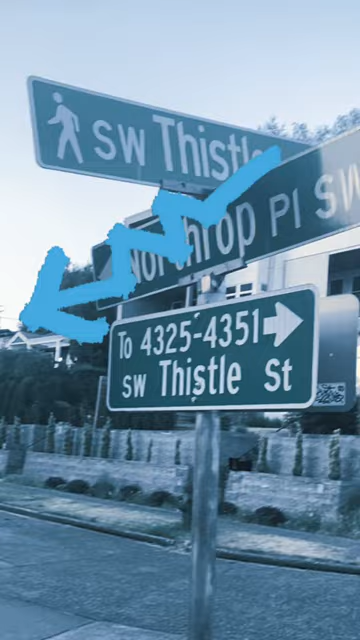 SW Thistle
Northrop Pl SW
To 4325-4351
SW Thistle St